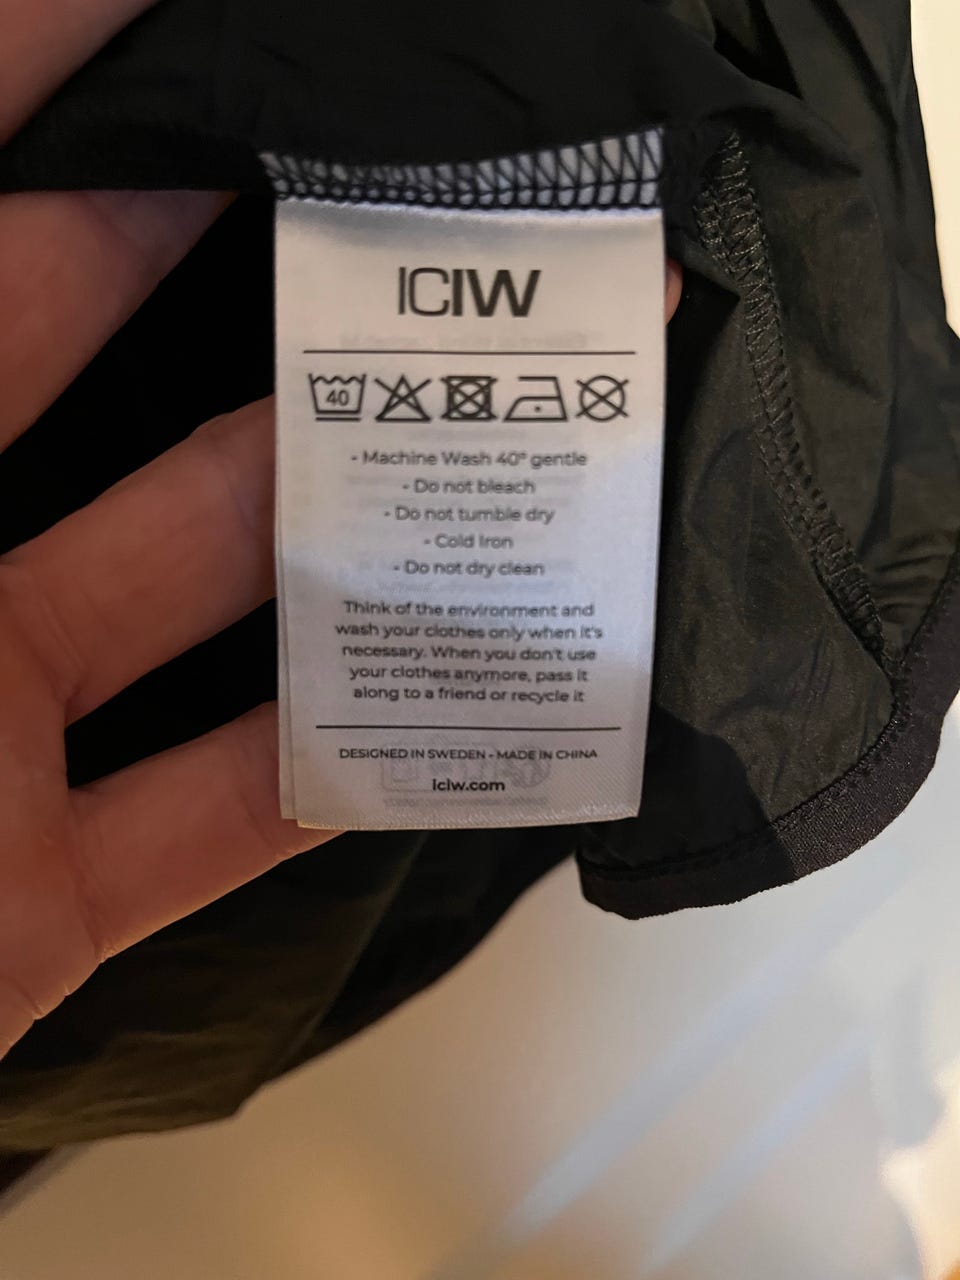 ICIW
40
- Machine Wash 40° gentle
- Do not bleach
- Do not tumble dry
- Cold Iron
- Do not dry clean
Think of the environment and
wash your clothes only when it's
necessary. When you don't use
your clothes anymore, pass it
along to a friend or recycle it
DESIGNED IN SWEDEN - MADE IN CHINA
iciw.com